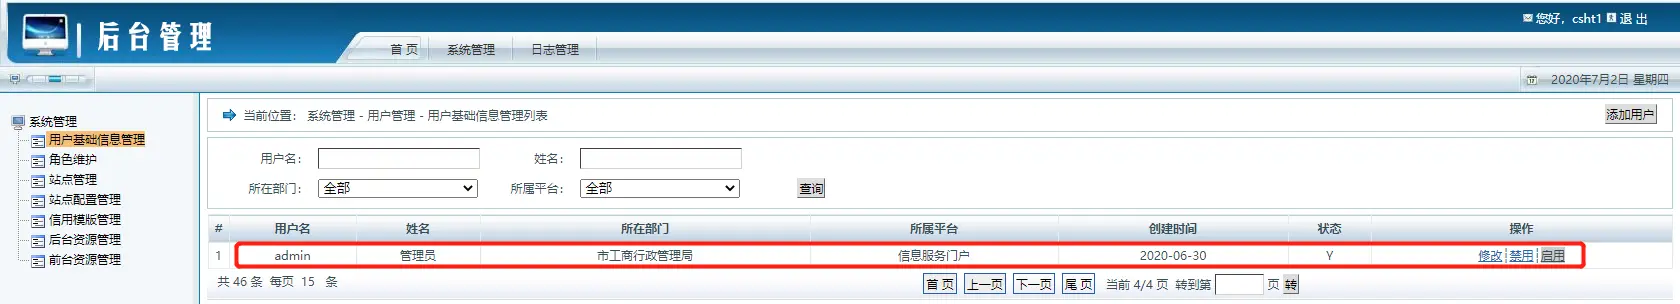 您好，csht1 退 出
后台管理
首 页 系统管理 日志管理
2020年7月2日 星期四
系统管理
用户基础信息管理
角色维护
站点管理
站点配置管理
信用模版管理
后台资源管理
前台资源管理
当前位置： 系统管理 - 用户管理 - 用户基础信息管理列表 添加用户
用户名： 姓名：
所在部门： 全部 所属平台： 全部 查询
# 用户名 姓名 所在部门 所属平台 创建时间 状态 操作
1 admin 管理员 市工商行政管理局 信息服务门户 2020-06-30 Y 修改 | 禁用 | 启用
共 46 条 每页 15 条 首 页 上一页 下一页 尾 页 当前 4/4 页 转到第 页 转